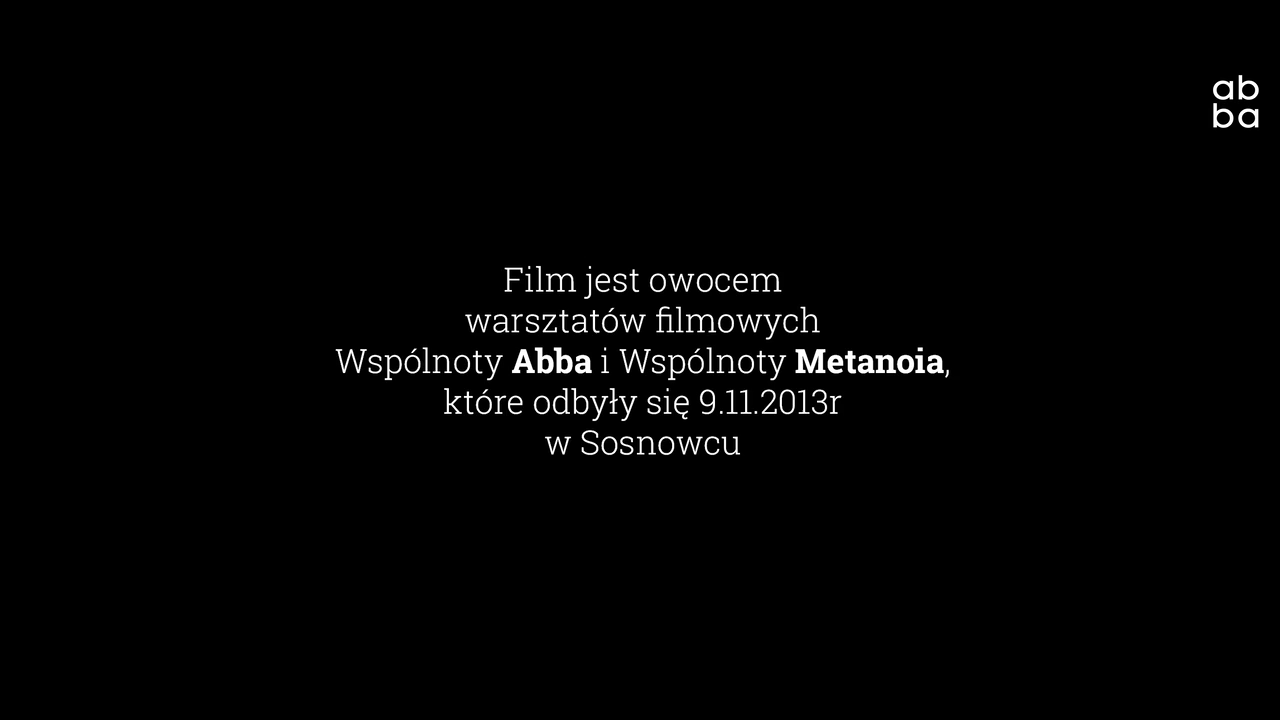 ab
ba
Film jest owocem
warsztatów filmowych
Wspólnoty Abba i Wspólnoty Metanoia,
które odbyły się 9.11.2013r
w Sosnowcu